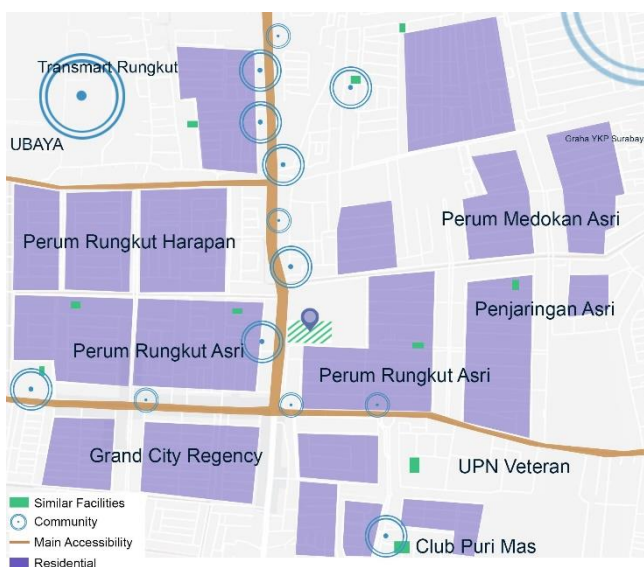 Transmart Rungkut
UBAYA
Graha YKP Surabay
Perum Medokan Asri
Perum Rungkut Harapan
Penjaringan Asri
Perum Rungkut Asri
Perum Rungkut Asri
Grand City Regency
UPN Veteran
Club Puri Mas
Similar Facilities
Community
Main Accessibility
Residential